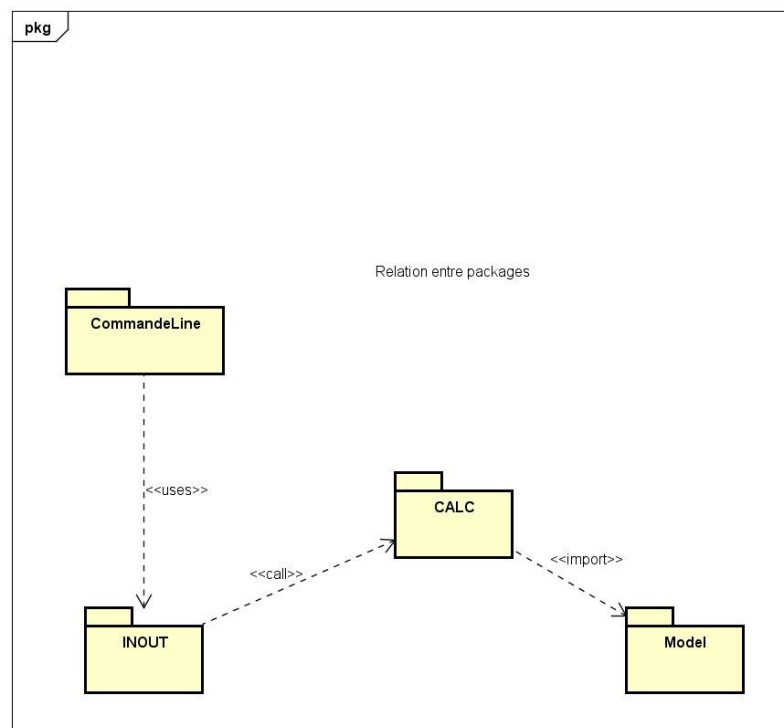 pkg
Relation entre packages
CommandeLine
<<uses>>
CALC
<<import>>
<<call>>
INOUT
Model